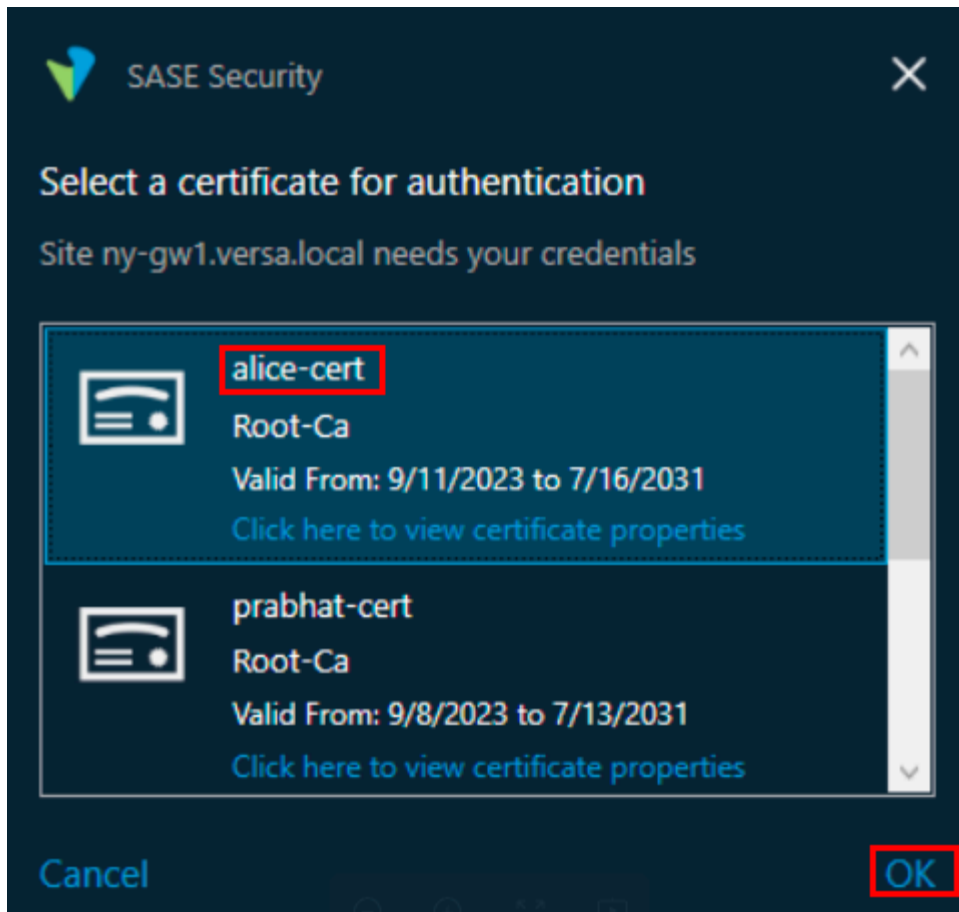 SASE Security
Select a certificate for authentication
Site ny-gw1.versa.local needs your credentials
alice-cert
Root-Ca
Valid From: 9/11/2023 to 7/16/2031
Click here to view certificate properties
prabhat-cert
Root-Ca
Valid From: 9/8/2023 to 7/13/2031
Click here to view certificate properties
Cancel
OK